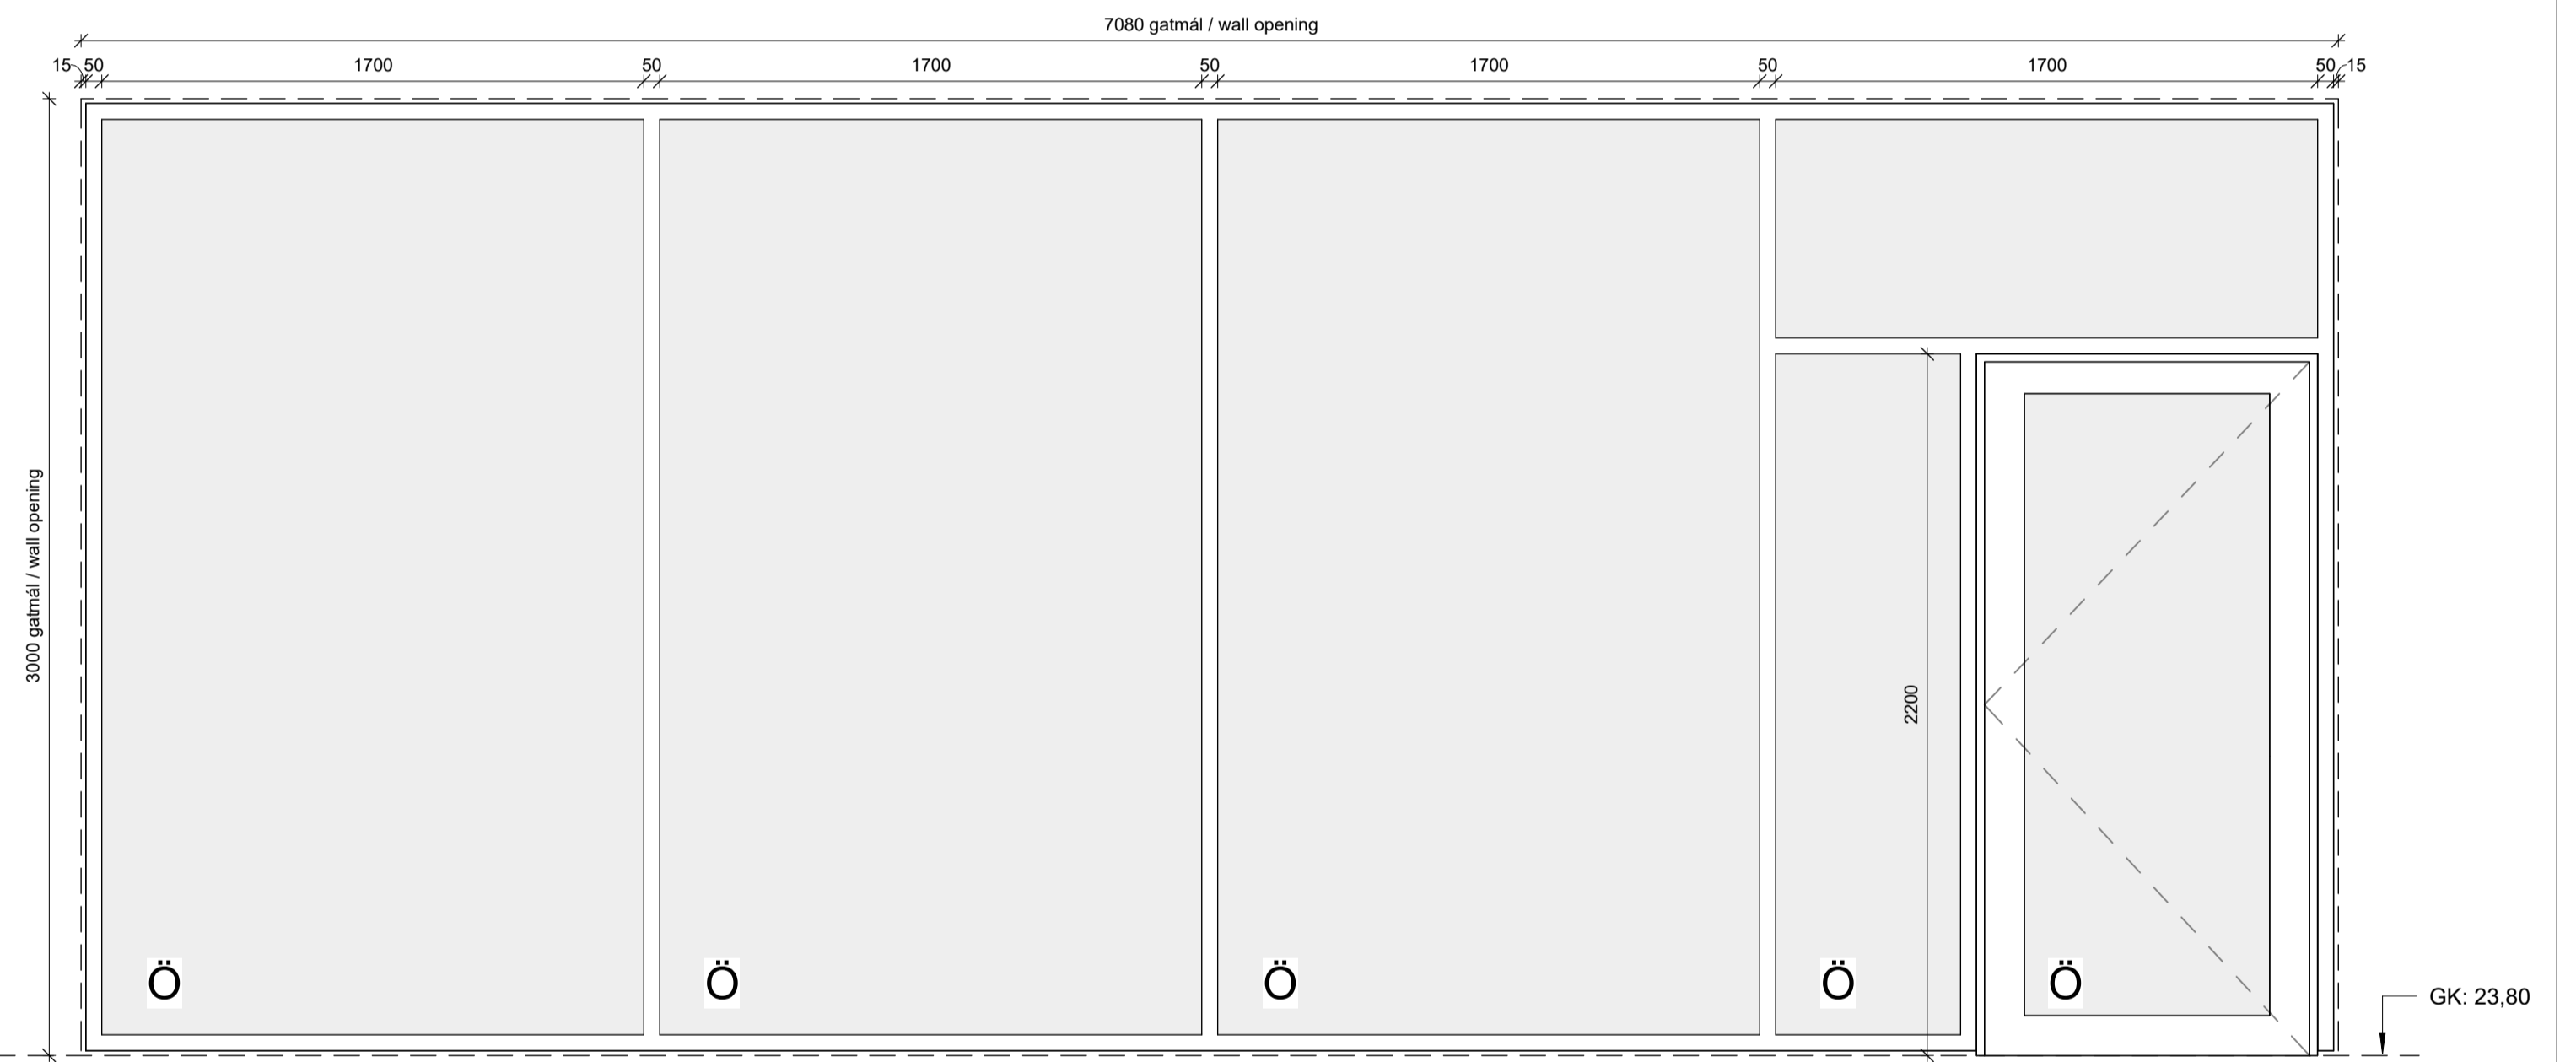 7080 gatmál / wall opening
15 50 1700 50 1700 50 1700 50 1700 50 15
3000 gatmál / wall opening
2200
Ö Ö Ö Ö Ö
GK: 23,80